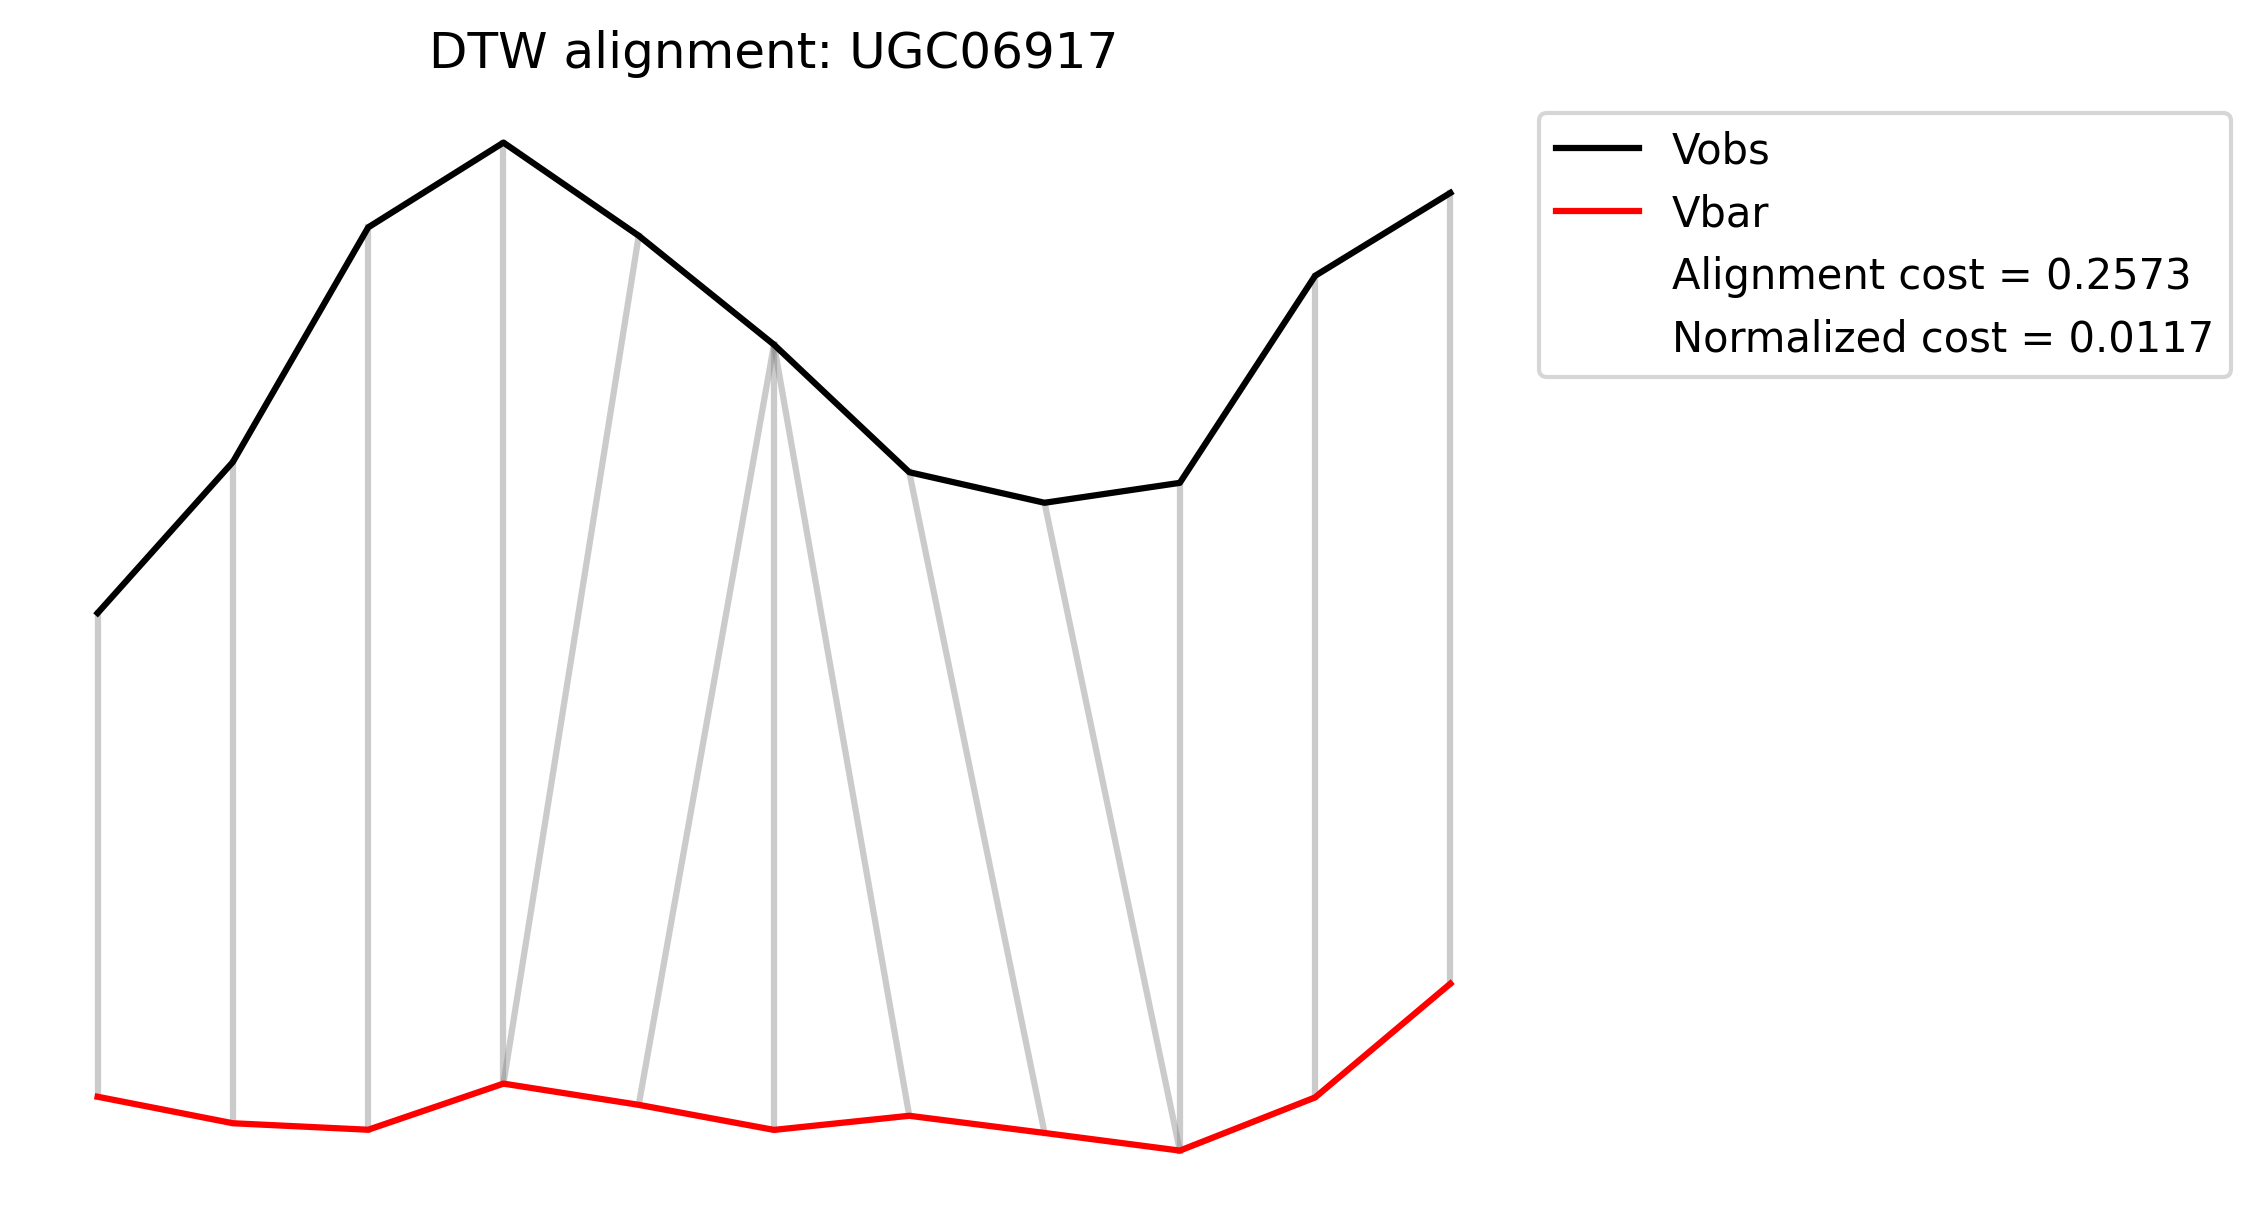 DTW alignment: UGC06917
Vobs
Vbar
Alignment cost = 0.2573
Normalized cost = 0.0117